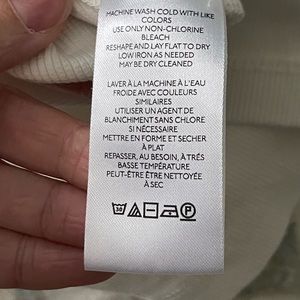 MACHINE WASH COLD WITH LIKE
COLORS
USE ONLY NON-CHLORINE
BLEACH
RESHAPE AND LAY FLAT TO DRY
LOW IRON AS NEEDED
MAY BE DRY CLEANED
LAVER À LA MACHINE À L'EAU
FROIDE AVEC COULEURS
SIMILAIRES
UTILISER UN AGENT DE
BLANCHIMENT SANS CHLORE
SI NÉCESSAIRE
METTRE EN FORME ET SÉCHER
À PLAT
REPASSER, AU BESOIN, À TRÉS
BASSE TEMPÉRATURE
PEUT-ÊTRE ÊTRE NETTOYÉE
À SEC
30
P